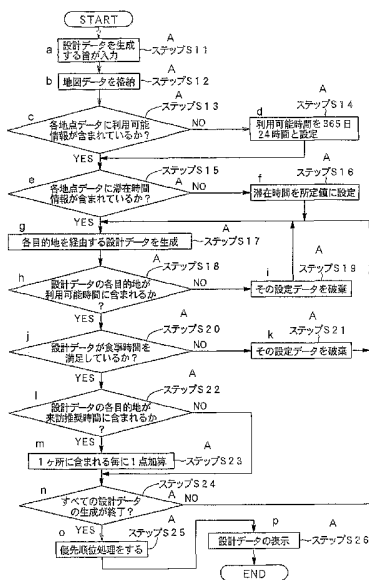 START
A
a
設計データを生成
する旨が入力
ステップS11
A
b
地図データを格納
ステップS12
A
ステップS13
c
各地点データに利用可能
情報が含まれているか?
NO
YES
A
ステップS14
d
利用可能時間を365日
24時間と設定
A
ステップS15
e
各地点データに滞在時間
情報が含まれているか?
NO
YES
A
ステップS16
f
滞在時間を所定値に設定
g
A
各目的地を経由する設計データを生成
ステップS17
A
ステップS18
h
設計データの各目的地が
利用可能時間に含まれるか
?
NO
YES
A
ステップS19
i
その設定データを破棄
A
ステップS20
j
設計データが食事時間を
満足しているか?
NO
YES
A
ステップS21
k
その設定データを破棄
A
ステップS22
l
設計データの各目的地が
来訪推奨時間に含まれるか
?
NO
YES
m
A
1ヶ所に含まれる毎に1点加算
ステップS23
A
ステップS24
n
すべての設計データ
の生成が終了?
NO
YES
o
A
優先順位処理をする
ステップS25
p
A
設計データの表示
ステップS26
END